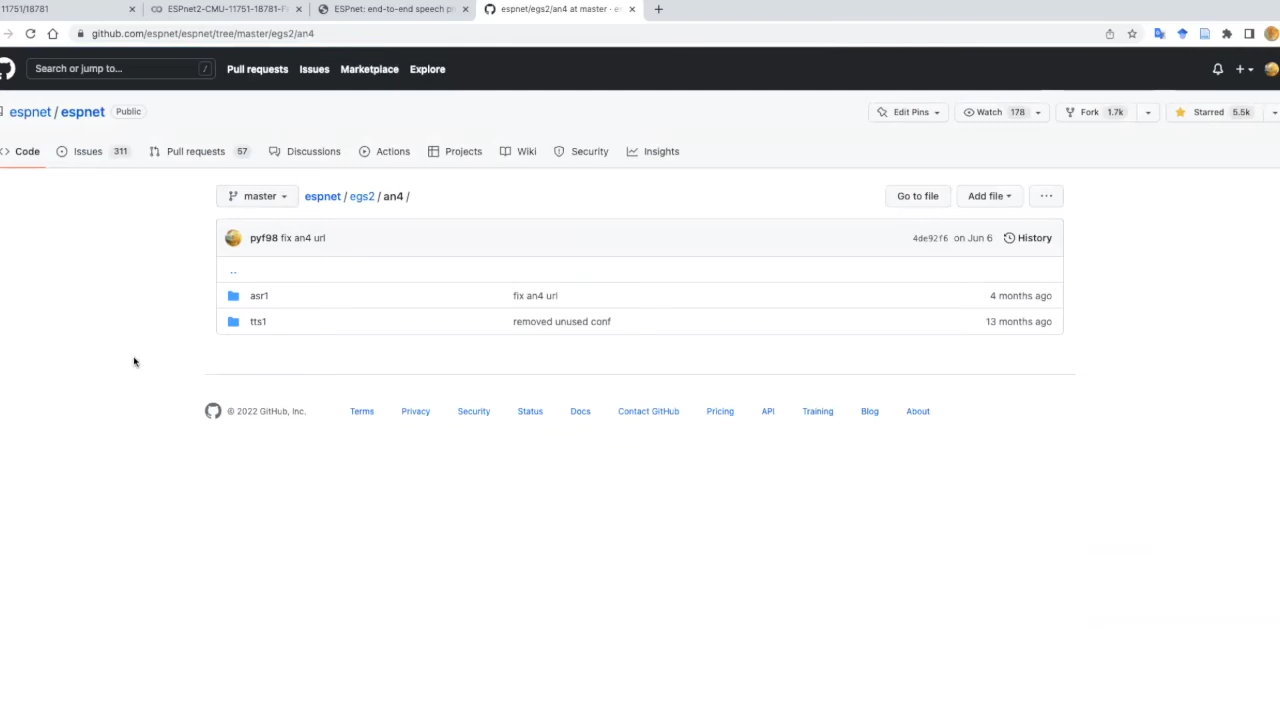 11751/18781
ESPnet2-CMU-11751-18781-F
ESPnet: end-to-end speech p
espnet/egs2/an4 at master · es
github.com/espnet/espnet/tree/master/egs2/an4
Search or jump to... /
Pull requests Issues Marketplace Explore
espnet / espnet Public
Edit Pins Watch 178 Fork 1.7k Starred 5.5k
Code Issues 311 Pull requests 57 Discussions Actions Projects Wiki Security Insights
master espnet / egs2 / an4 / Go to file Add file ...
pyf98 fix an4 url 4de92f6 on Jun 6 History
..
asr1 fix an4 url 4 months ago
tts1 removed unused conf 13 months ago
© 2022 GitHub, Inc. Terms Privacy Security Status Docs Contact GitHub Pricing API Training Blog About